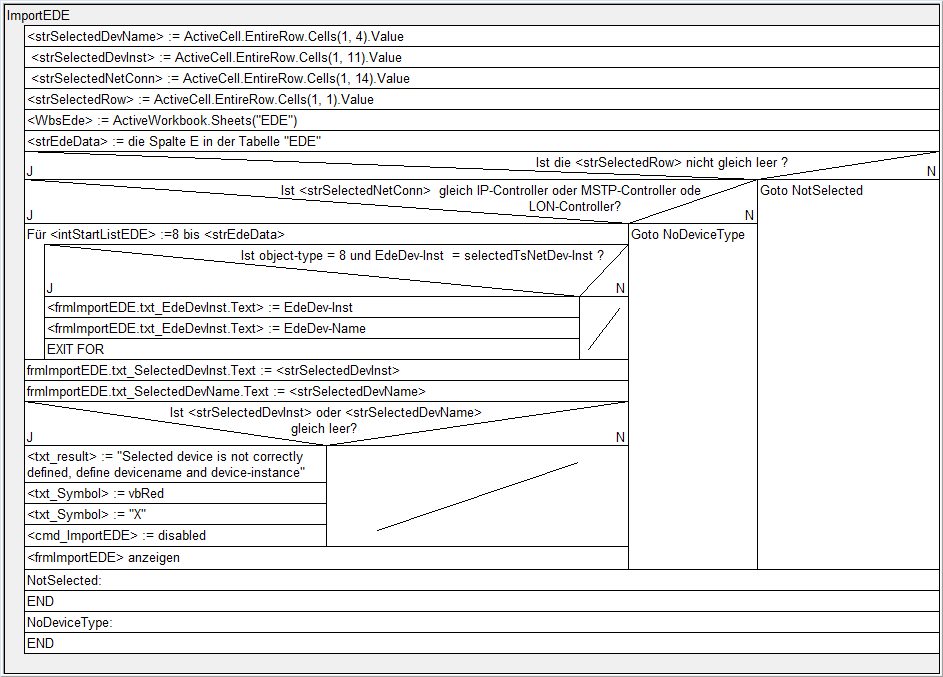 ImportEDE
<strSelectedDevName> := ActiveCell.EntireRow.Cells(1, 4).Value
<strSelectedDevInst> := ActiveCell.EntireRow.Cells(1, 11).Value
<strSelectedNetConn> := ActiveCell.EntireRow.Cells(1, 14).Value
<strSelectedRow> := ActiveCell.EntireRow.Cells(1, 1).Value
<WbsEde> := ActiveWorkbook.Sheets("EDE")
<strEdeData> := die Spalte E in der Tabelle "EDE"
Ist die <strSelectedRow> nicht gleich leer ?
J
N
Ist <strSelectedNetConn> gleich IP-Controller oder MSTP-Controller ode
LON-Controller?
J
N
Goto NotSelected
Für <intStartListEDE> :=8 bis <strEdeData>
Goto NoDeviceType
Ist object-type = 8 und EdeDev-Inst = selectedTsNetDev-Inst ?
J
N
<frmImportEDE.txt_EdeDevInst.Text> := EdeDev-Inst
<frmImportEDE.txt_EdeDevInst.Text> := EdeDev-Name
EXIT FOR
frmImportEDE.txt_SelectedDevInst.Text := <strSelectedDevInst>
frmImportEDE.txt_SelectedDevName.Text := <strSelectedDevName>
Ist <strSelectedDevInst> oder <strSelectedDevName>
gleich leer?
J
N
<txt_result> := "Selected device is not correctly
defined, define devicename and device-instance"
<txt_Symbol> := vbRed
<txt_Symbol> := "X"
<cmd_ImportEDE> := disabled
<frmImportEDE> anzeigen
NotSelected:
END
NoDeviceType:
END